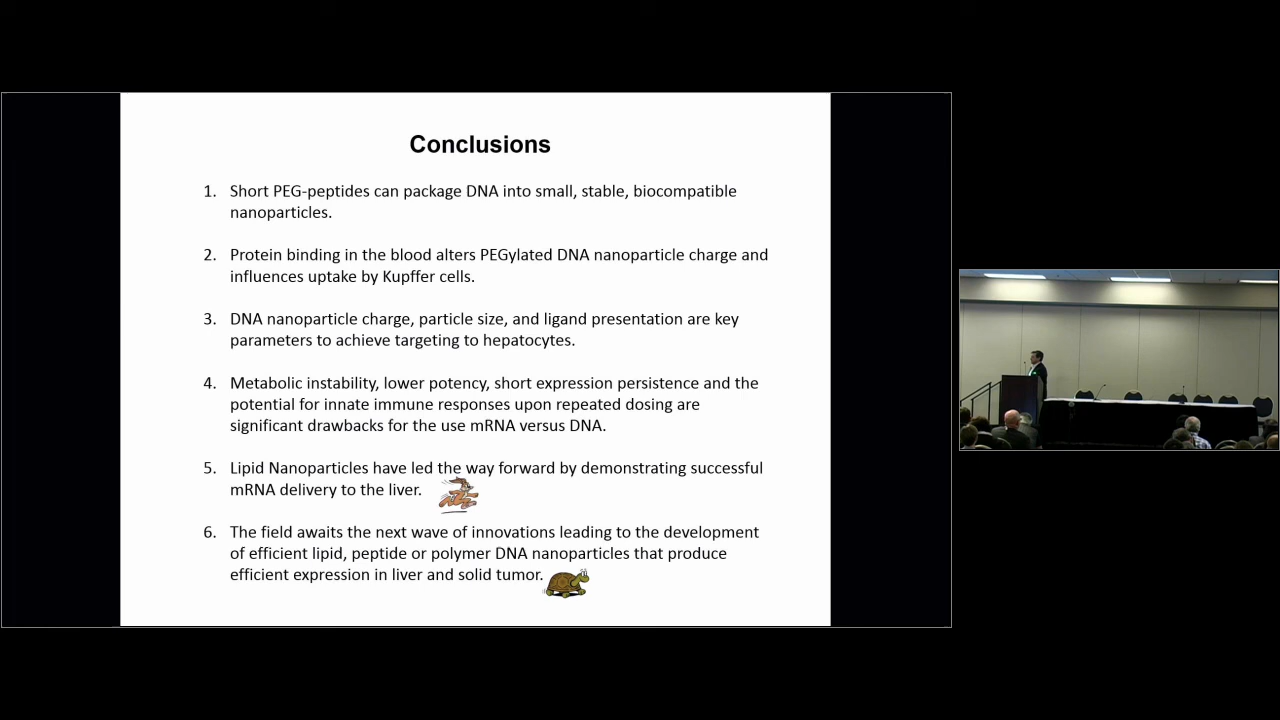 Conclusions
1. Short PEG-peptides can package DNA into small, stable, biocompatible
nanoparticles.
2. Protein binding in the blood alters PEGylated DNA nanoparticle charge and
influences uptake by Kupffer cells.
3. DNA nanoparticle charge, particle size, and ligand presentation are key
parameters to achieve targeting to hepatocytes.
4. Metabolic instability, lower potency, short expression persistence and the
potential for innate immune responses upon repeated dosing are
significant drawbacks for the use mRNA versus DNA.
5. Lipid Nanoparticles have led the way forward by demonstrating successful
mRNA delivery to the liver.
6. The field awaits the next wave of innovations leading to the development
of efficient lipid, peptide or polymer DNA nanoparticles that produce
efficient expression in liver and solid tumor.